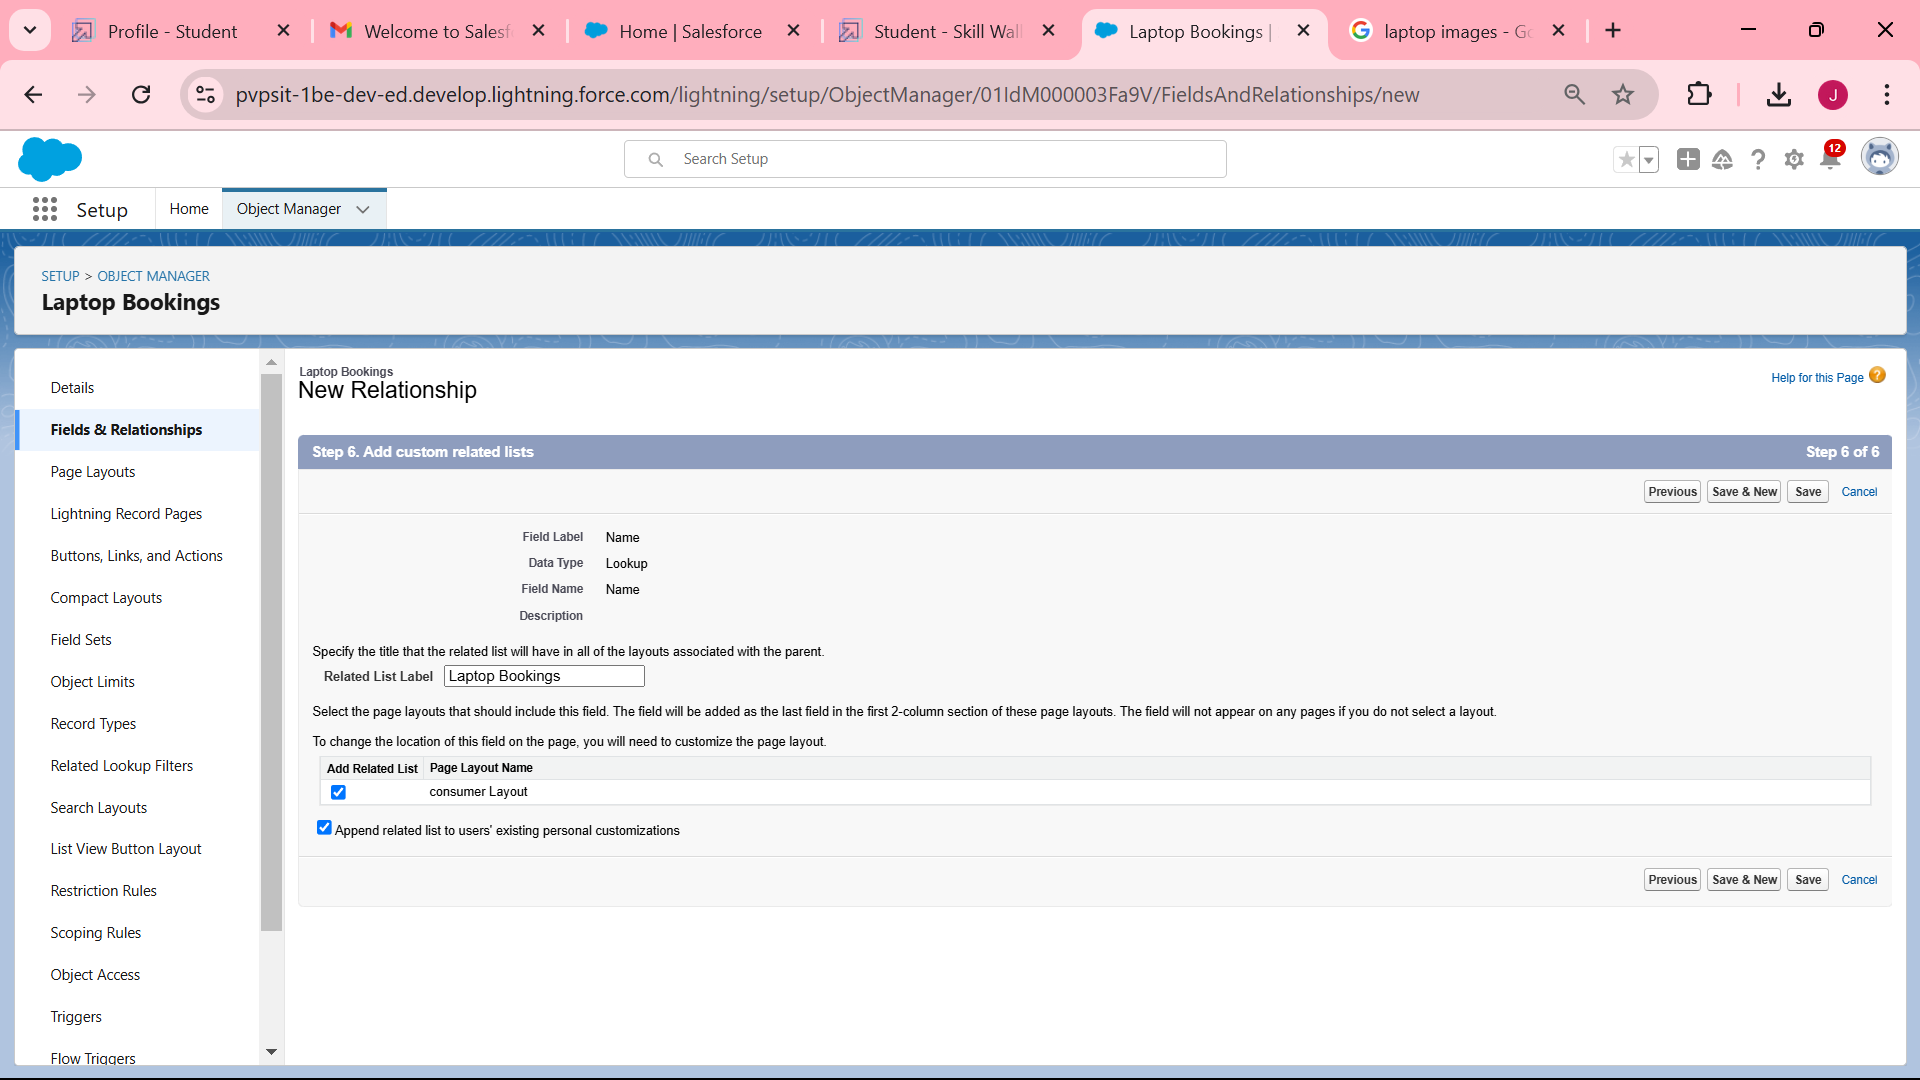 Profile - Student
Welcome to Salesf
Home | Salesforce
Student - Skill Wall
Laptop Bookings |
laptop images - Go
pvpsit-1be-dev-ed.develop.lightning.force.com/lightning/setup/ObjectManager/01IdM000003Fa9V/FieldsAndRelationships/new
J
Search Setup
12
Setup
Home
Object Manager
SETUP > OBJECT MANAGER
Laptop Bookings
Details
Fields & Relationships
Page Layouts
Lightning Record Pages
Buttons, Links, and Actions
Compact Layouts
Field Sets
Object Limits
Record Types
Related Lookup Filters
Search Layouts
List View Button Layout
Restriction Rules
Scoping Rules
Object Access
Triggers
Flow Triggers
Laptop Bookings
New Relationship
Help for this Page ?
Step 6. Add custom related lists
Step 6 of 6
Previous Save & New Save Cancel
Field Label Name
Data Type Lookup
Field Name Name
Description
Specify the title that the related list will have in all of the layouts associated with the parent.
Related List Label Laptop Bookings
Select the page layouts that should include this field. The field will be added as the last field in the first 2-column section of these page layouts. The field will not appear on any pages if you do not select a layout.
To change the location of this field on the page, you will need to customize the page layout.
Add Related List Page Layout Name
consumer Layout
Append related list to users' existing personal customizations
Previous Save & New Save Cancel